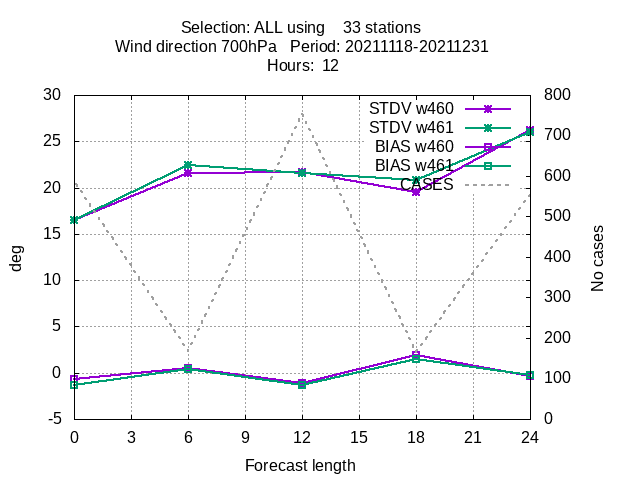 Selection: ALL using    33 stations
Wind direction 700hPa   Period: 20211118-20211231
Hours:  12
30 800
STDV w460
25 700
STDV w461
BIAS w460
BIAS w461
20 600
CASES
15 500
deg
No cases
10 400
5 300
0 200
-5 100
0
0 3 6 9 12 15 18 21 24
Forecast length